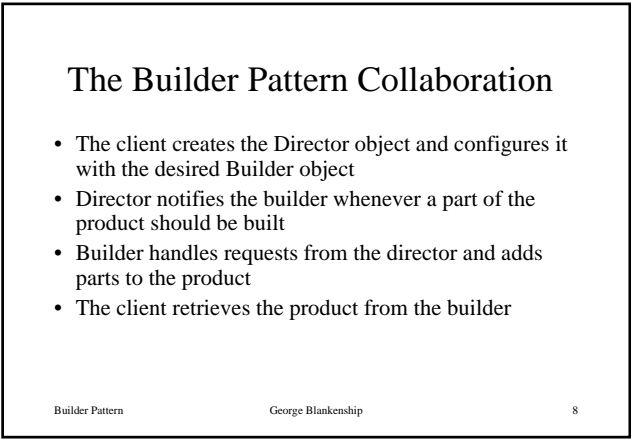 The Builder Pattern Collaboration
• The client creates the Director object and configures it
with the desired Builder object
• Director notifies the builder whenever a part of the
product should be built
• Builder handles requests from the director and adds
parts to the product
• The client retrieves the product from the builder
Builder Pattern George Blankenship 8